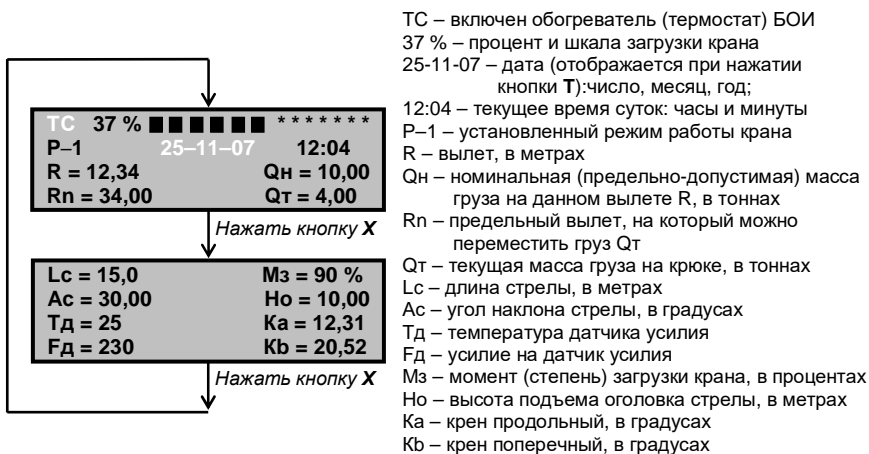 ТС 37 % ■ ■ ■ ■ ■ ■ * * * * * * *
Р–1 25–11–07 12:04
R = 12,34 Qн = 10,00
Rn = 34,00 Qт = 4,00
Нажать кнопку X
Lc = 15,0 Мз = 90 %
Ас = 30,00 Но = 10,00
Тд = 25 Ка = 12,31
Fд = 230 Кb = 20,52
Нажать кнопку X
ТС – включен обогреватель (термостат) БОИ
37 % – процент и шкала загрузки крана
25-11-07 – дата (отображается при нажатии
кнопки Т):число, месяц, год;
12:04 – текущее время суток: часы и минуты
Р–1 – установленный режим работы крана
R – вылет, в метрах
Qн – номинальная (предельно-допустимая) масса
груза на данном вылете R, в тоннах
Rn – предельный вылет, на который можно
переместить груз Qт
Qт – текущая масса груза на крюке, в тоннах
Lc – длина стрелы, в метрах
Ас – угол наклона стрелы, в градусах
Тд – температура датчика усилия
Fд – усилие на датчик усилия
Мз – момент (степень) загрузки крана, в процентах
Но – высота подъема оголовка стрелы, в метрах
Ка – крен продольный, в градусах
Кb – крен поперечный, в градусах